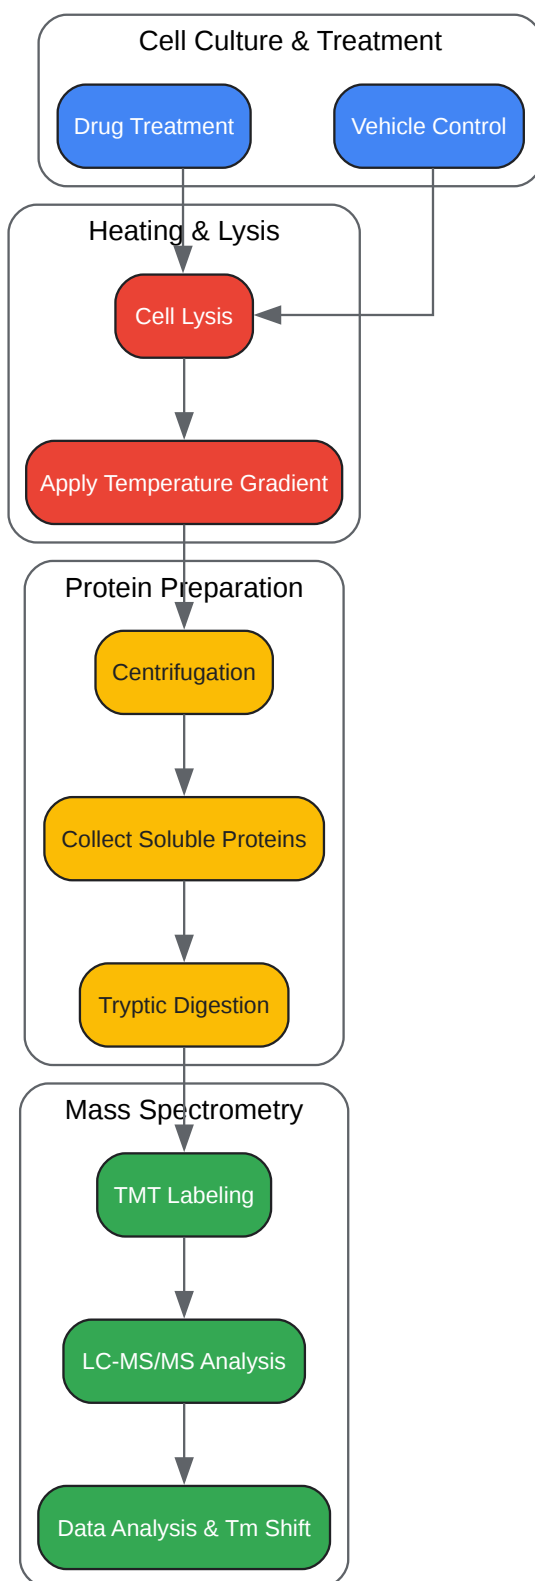 Cell Culture & Treatment
Drug Treatment
Vehicle Control
Heating & Lysis
Cell Lysis
Apply Temperature Gradient
Protein Preparation
Centrifugation
Collect Soluble Proteins
Tryptic Digestion
Mass Spectrometry
TMT Labeling
LC-MS/MS Analysis
Data Analysis & Tm Shift